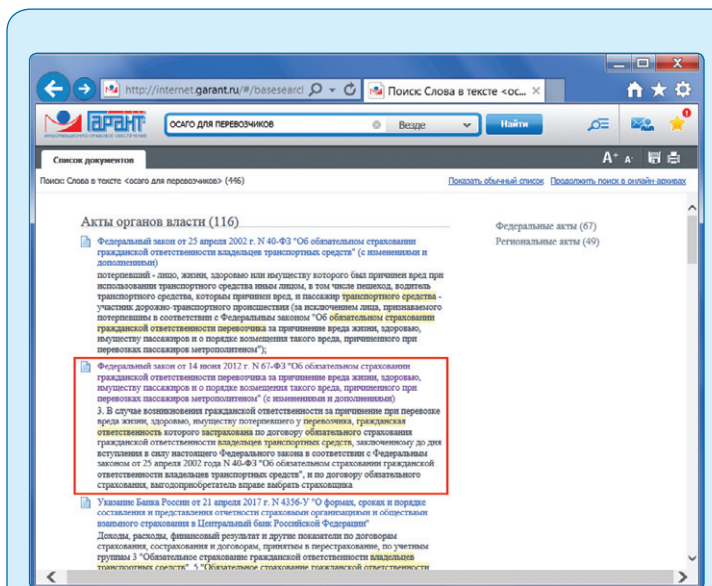 http://internet.garant.ru/#/basesearcl
Поиск: Слова в тексте <ос...
ГАРАНТ
ИНФОРМАЦИОННО-ПРАВОВОЕ ОБЕСПЕЧЕНИЕ
ОСАГО ДЛЯ ПЕРЕВОЗЧИКОВ
Везде
Найти
Список документов
A+ A-
Поиск: Слова в тексте <осаго для перевозчиков> (446)
Показать обычный список Продолжить поиск в онлайн-архивах
Акты органов власти (116)
Федеральный закон от 25 апреля 2002 г. N 40-ФЗ "Об обязательном страховании
гражданской ответственности владельцев транспортных средств" (с изменениями и
дополнениями)
потерпевший - лицо, жизни, здоровью или имуществу которого был причинен вред при
использовании транспортного средства иным лицом, в том числе пешеход, водитель
транспортного средства, которым причинен вред, и пассажир транспортного средства -
участник дорожно-транспортного происшествия (за исключением лица, признаваемого
потерпевшим в соответствии с Федеральным законом "Об обязательном страховании
гражданской ответственности перевозчика за причинение вреда жизни, здоровью,
имуществу пассажиров и о порядке возмещения такого вреда, причиненного при
перевозках пассажиров метрополитеном");
Федеральный закон от 14 июня 2012 г. N 67-ФЗ "Об обязательном страховании
гражданской ответственности перевозчика за причинение вреда жизни, здоровью,
имуществу пассажиров и о порядке возмещения такого вреда, причиненного при
перевозках пассажиров метрополитеном" (с изменениями и дополнениями)
3. В случае возникновения гражданской ответственности за причинение при перевозке
вреда жизни, здоровью, имуществу потерпевшего у перевозчика, гражданская
ответственность которого застрахована по договору обязательного страхования
гражданской ответственности владельцев транспортных средств, заключенному до дня
вступления в силу настоящего Федерального закона в соответствии с Федеральным
законом от 25 апреля 2002 года N 40-ФЗ "Об обязательном страховании гражданской
ответственности владельцев транспортных средств", и по договору обязательного
страхования, выгодоприобретатель вправе выбрать страховщика
Указание Банка России от 21 апреля 2017 г. N 4356-У "О формах, сроках и порядке
составления и представления отчетности страховыми организациями и обществами
взаимного страхования в Центральный банк Российской Федерации"
Доходы, расходы, финансовый результат и другие показатели по договорам
страхования, сострахования и договорам, принятым в перестрахование, по учетным
группам 3 "Обязательное страхование гражданской ответственности владельцев
транспортных средств", 5 "Обязательное страхование гражданской ответственности
Федеральные акты (67)
Региональные акты (49)